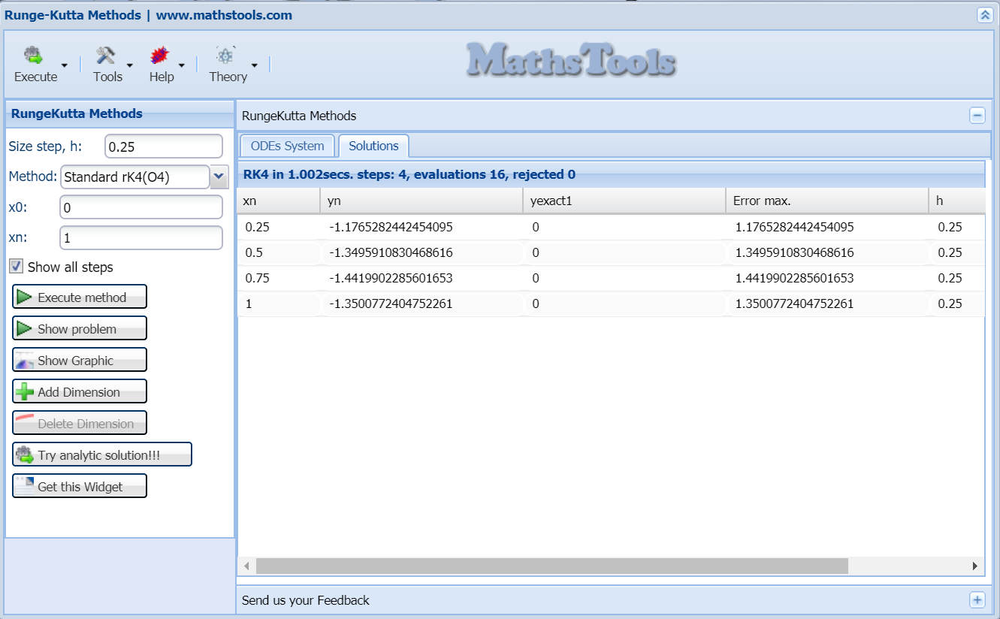 Runge-Kutta Methods | www.mathstools.com
Execute Tools Help Theory
MathsTools
RungeKutta Methods
Size step, h: 0.25
Method: Standard rK4(O4)
x0: 0
xn: 1
Show all steps
Execute method
Show problem
Show Graphic
Add Dimension
Delete Dimension
Try analytic solution!!!
Get this Widget
RungeKutta Methods
ODEs System Solutions
RK4 in 1.002secs. steps: 4, evaluations 16, rejected 0
xn yn yexact1 Error max. h
0.25 -1.1765282442454095 0 1.1765282442454095 0.25
0.5 -1.3495910830468616 0 1.3495910830468616 0.25
0.75 -1.4419902285601653 0 1.4419902285601653 0.25
1 -1.3500772404752261 0 1.3500772404752261 0.25
Send us your Feedback